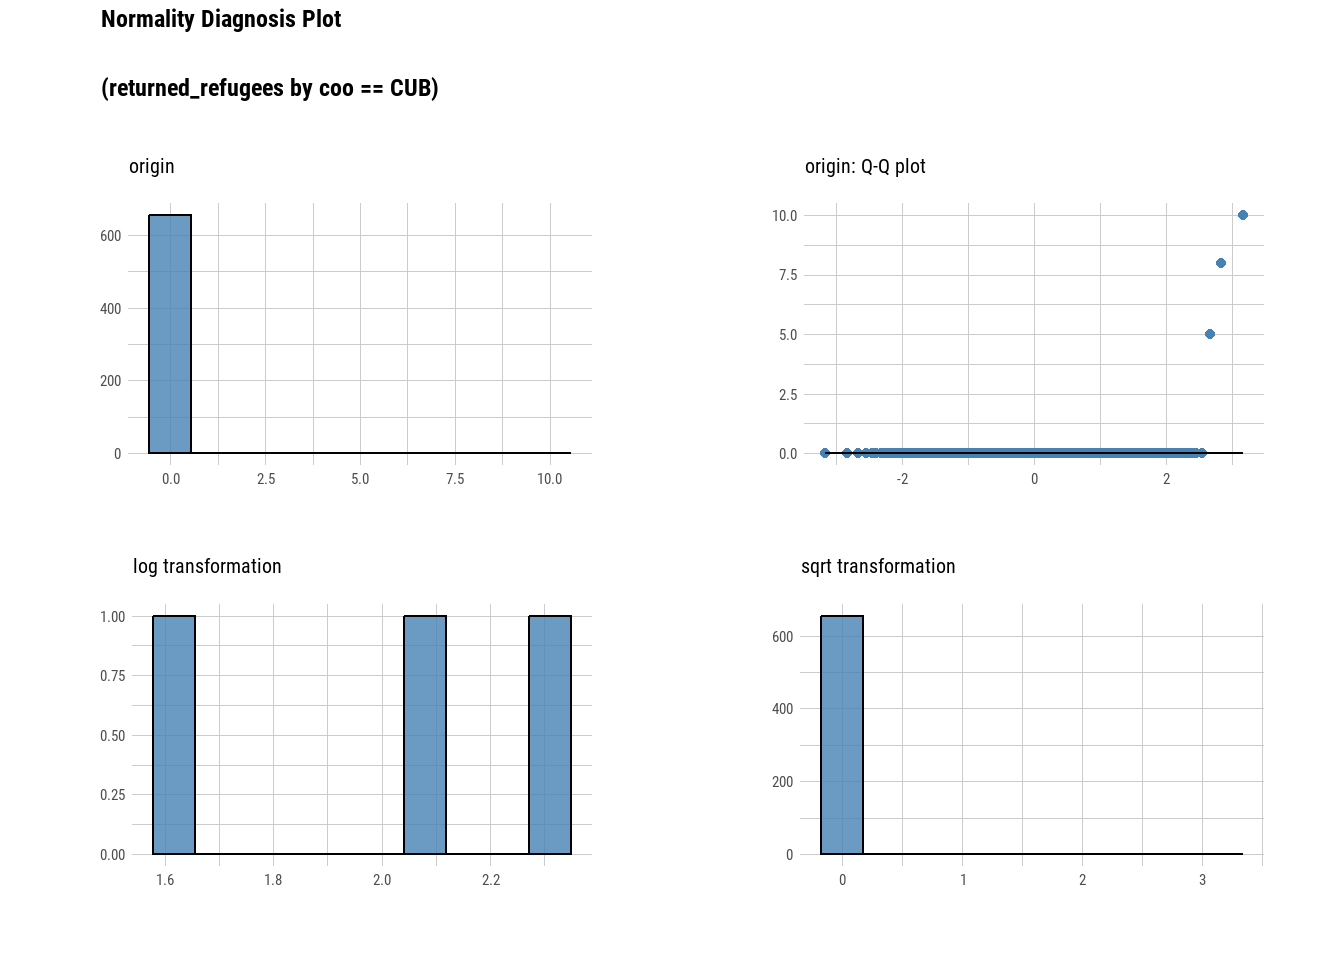 Normality Diagnosis Plot
(returned_refugees by coo == CUB)
origin
600
400
200
0
0.0 2.5 5.0 7.5 10.0
origin: Q-Q plot
10.0
7.5
5.0
2.5
0.0
-2 0 2
log transformation
1.00
0.75
0.50
0.25
0.00
1.6 1.8 2.0 2.2
sqrt transformation
600
400
200
0
0 1 2 3